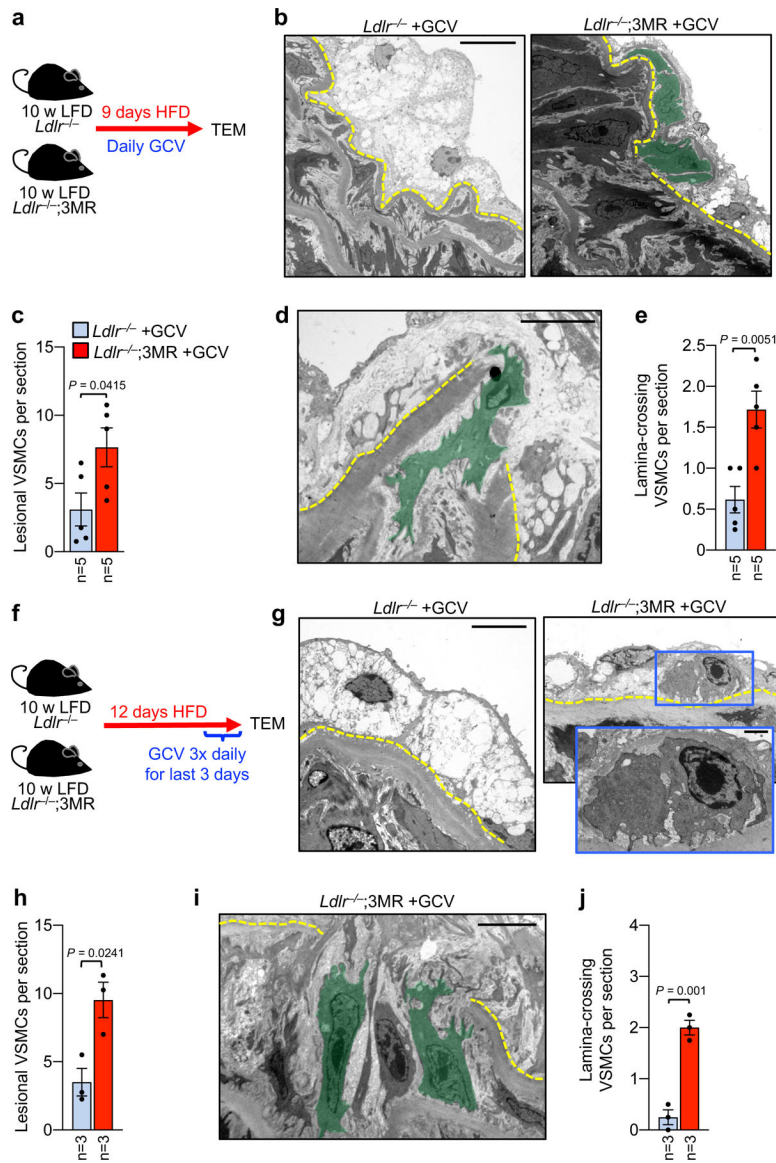 a
10 w LFD
Ldlr–/–
10 w LFD
Ldlr–/–;3MR
9 days HFD
Daily GCV
TEM
b
Ldlr–/– +GCV
Ldlr–/–;3MR +GCV
c
Ldlr–/– +GCV
Ldlr–/–;3MR +GCV
Lesional VSMCs per section
15
10
5
0
P = 0.0415
n=5
n=5
d
e
Lamina-crossing
VSMCs per section
2.5
2.0
1.5
1.0
0.5
0
P = 0.0051
n=5
n=5
f
10 w LFD
Ldlr–/–
10 w LFD
Ldlr–/–;3MR
12 days HFD
TEM
GCV 3x daily
for last 3 days
g
Ldlr–/– +GCV
Ldlr–/–;3MR +GCV
h
Lesional VSMCs per section
15
10
5
0
P = 0.0241
n=3
n=3
i
Ldlr–/–;3MR +GCV
j
Lamina-crossing
VSMCs per section
4
3
2
1
0
P = 0.001
n=3
n=3